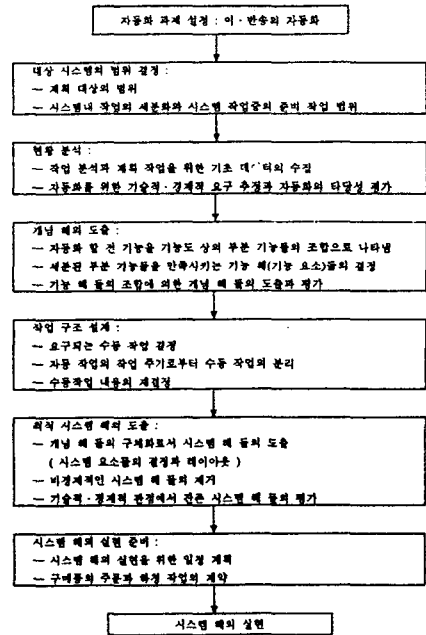 자동화 과제 설정 : 이·반송의 자동화
대상 시스템의 범위 결정 :
— 계획 대상의 범위
— 시스템내 작업의 세분화와 시스템 작업중의 준비 작업 범위
현황 분석 :
— 작업 분석과 계획 작업을 위한 기초 데이터의 수집
— 자동화를 위한 기술적·경제적 요구 추정과 자동화의 타당성 평가
개념 해의 도출 :
— 자동화 할 전 기능을 기능도 상의 부분 기능들의 조합으로 나타냄
— 세분된 부분 기능들을 만족시키는 기능 해(기능 요소)들의 결정
— 기능 해 들의 조합에 의한 개념 해 들의 도출과 평가
작업 구조 설계 :
— 요구되는 수동 작업 결정
— 자동 작업의 작업 주기로부터 수동 작업의 분리
— 수동작업 내용의 재결정
최적 시스템 해의 도출 :
— 개념 해 들의 구체화로서 시스템 해 들의 도출
( 시스템 요소들의 결정과 레이아웃 )
— 비경제적인 시스템 해 들의 제거
— 기술적·경제적 관점에서 잔존 시스템 해 들의 평가
시스템 해의 실현 준비 :
— 시스템 해의 실현을 위한 일정 계획
— 구매품의 주문과 하청 작업의 계약
시스템 해의 실현